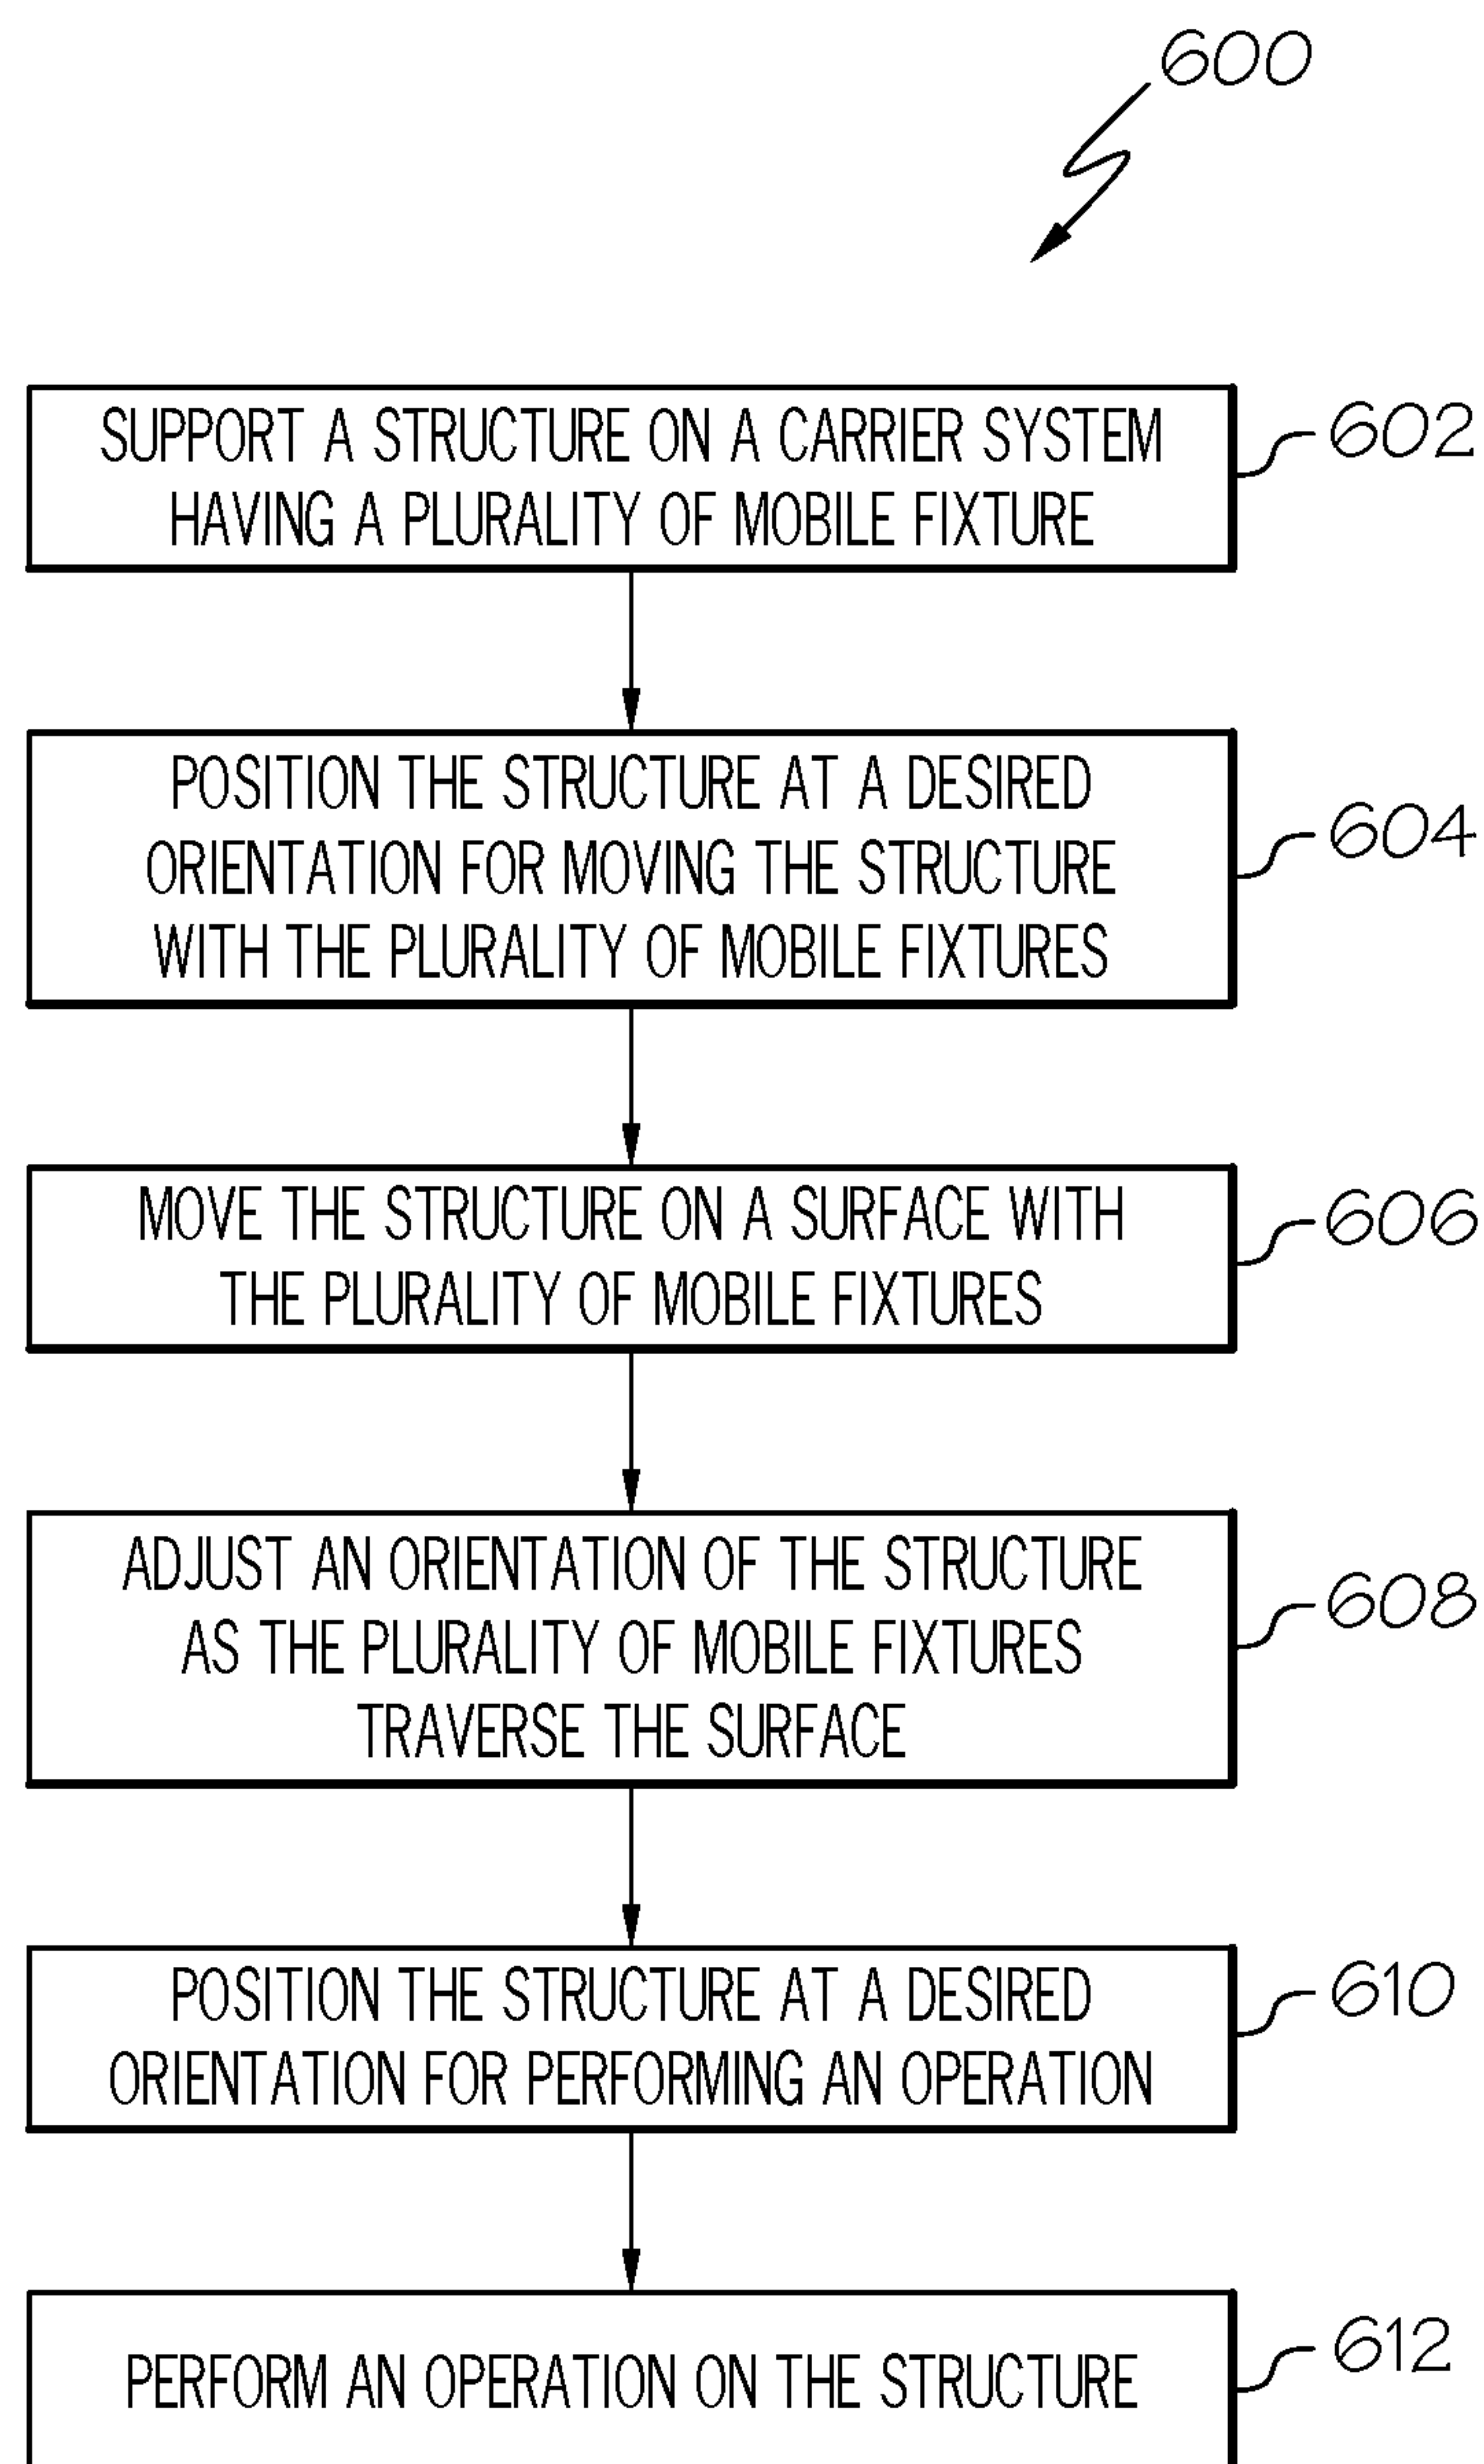 600
SUPPORT A STRUCTURE ON A CARRIER SYSTEM
HAVING A PLURALITY OF MOBILE FIXTURE
602
POSITION THE STRUCTURE AT A DESIRED
ORIENTATION FOR MOVING THE STRUCTURE
WITH THE PLURALITY OF MOBILE FIXTURES
604
MOVE THE STRUCTURE ON A SURFACE WITH
THE PLURALITY OF MOBILE FIXTURES
606
ADJUST AN ORIENTATION OF THE STRUCTURE
AS THE PLURALITY OF MOBILE FIXTURES
TRAVERSE THE SURFACE
608
POSITION THE STRUCTURE AT A DESIRED
ORIENTATION FOR PERFORMING AN OPERATION
610
PERFORM AN OPERATION ON THE STRUCTURE
612